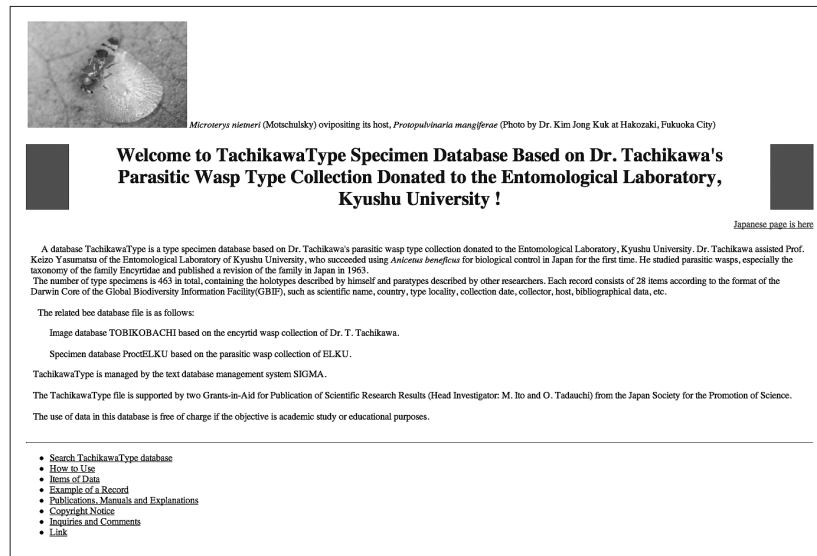 Microterys nietneri (Motschulsky) ovipositing its host, Protopulvinaria mangiferae (Photo by Dr. Kim Jong Kuk at Hakozaki, Fukuoka City)
Welcome to TachikawaType Specimen Database Based on Dr. Tachikawa's
Parasitic Wasp Type Collection Donated to the Entomological Laboratory,
Kyushu University !
Japanese page is here
A database TachikawaType is a type specimen database based on Dr. Tachikawa's parasitic wasp type collection donated to the Entomological Laboratory, Kyushu University. Dr. Tachikawa assisted Prof.
Keizo Yasumatsu of the Entomological Laboratory of Kyushu University, who succeeded using Anicetus beneficus for biological control in Japan for the first time. He studied parasitic wasps, especially the
taxonomy of the family Encyrtidae and published a revision of the family in Japan in 1963.
The number of type specimens is 463 in total, containing the holotypes described by himself and paratypes described by other researchers. Each record consists of 28 items according to the format of the
Darwin Core of the Global Biodiversity Information Facility(GBIF), such as scientific name, country, type locality, collection date, collector, host, bibliographical data, etc.
The related bee database file is as follows:
Image database TOBIKOBACHI based on the encyrtid wasp collection of Dr. T. Tachikawa.
Specimen database ProctELKU based on the parasitic wasp collection of ELKU.
TachikawaType is managed by the text database management system SIGMA.
The TachikawaType file is supported by two Grants-in-Aid for Publication of Scientific Research Results (Head Investigator: M. Ito and O. Tadauchi) from the Japan Society for the Promotion of Science.
The use of data in this database is free of charge if the objective is academic study or educational purposes.
• Search TachikawaType database
• How to Use
• Items of Data
• Example of a Record
• Publications, Manuals and Explanations
• Copyright Notice
• Inquiries and Comments
• Link